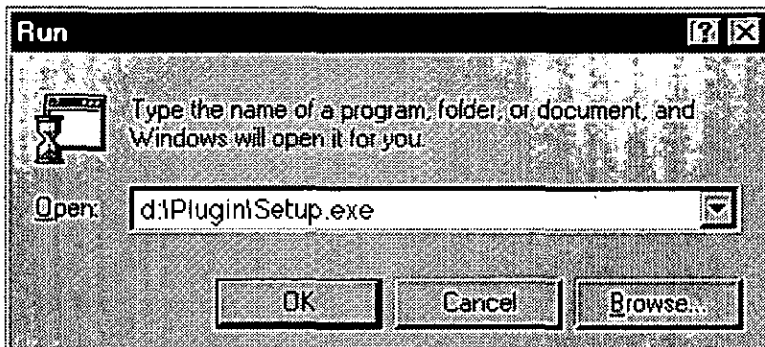 Run
Type the name of a program, folder, or document, and
Windows will open it for you.
Open: d:\Plugin\Setup.exe
OK Cancel Browse...